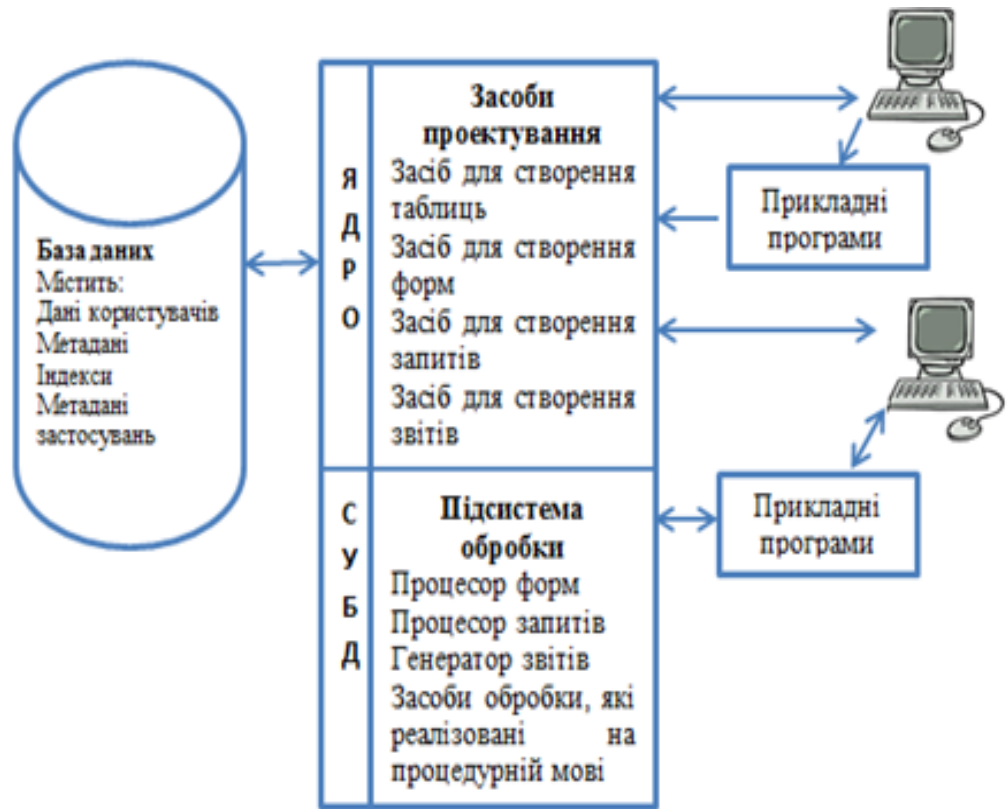 База даних
Містить:
Дані користувачів
Метадані
Індекси
Метадані
застосувань
Я
Д
Р
О
С
У
Б
Д
Засоби
проектування
Засіб для створення
таблиць
Засіб для створення
форм
Засіб для створення
запитів
Засіб для створення
звітів
Підсистема
обробки
Процесор форм
Процесор запитів
Генератор звітів
Засоби обробки, які
реалізовані на
процедурній мові
Прикладні
програми
Прикладні
програми